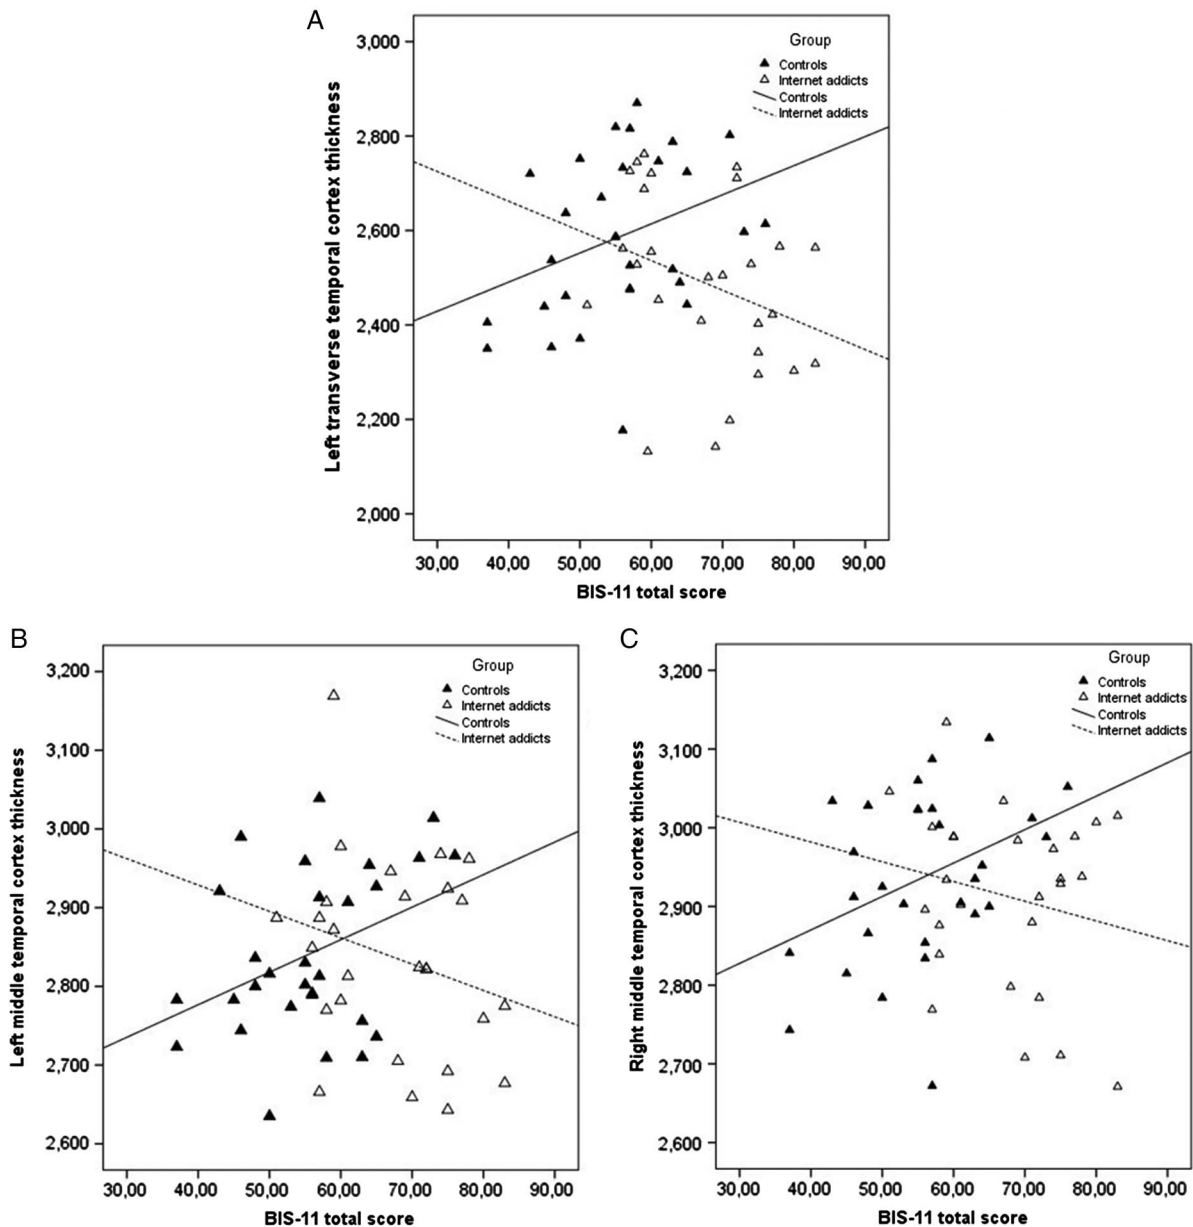 A
Left transverse temporal cortex thickness
3,000
2,800
2,600
2,400
2,200
2,000
Group
Controls
Internet addicts
Controls
Internet addicts
30,00 40,00 50,00 60,00 70,00 80,00 90,00
BIS-11 total score
B
Left middle temporal cortex thickness
3,200
3,100
3,000
2,900
2,800
2,700
2,600
Group
Controls
Internet addicts
Controls
Internet addicts
30,00 40,00 50,00 60,00 70,00 80,00 90,00
BIS-11 total score
C
Right middle temporal cortex thickness
3,200
3,100
3,000
2,900
2,800
2,700
2,600
Group
Controls
Internet addicts
Controls
Internet addicts
30,00 40,00 50,00 60,00 70,00 80,00 90,00
BIS-11 total score